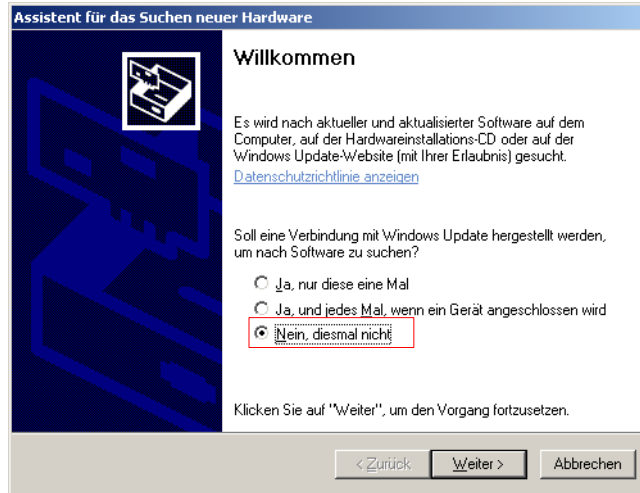 Assistent für das Suchen neuer Hardware
Willkommen
Es wird nach aktueller und aktualisierter Software auf dem
Computer, auf der Hardwareinstallations-CD oder auf der
Windows Update-Website (mit Ihrer Erlaubnis) gesucht.
Datenschutzrichtlinie anzeigen
Soll eine Verbindung mit Windows Update hergestellt werden,
um nach Software zu suchen?
Ja, nur diese eine Mal
Ja, und jedes Mal, wenn ein Gerät angeschlossen wird
Nein, diesmal nicht
Klicken Sie auf "Weiter", um den Vorgang fortzusetzen.
< Zurück Weiter > Abbrechen